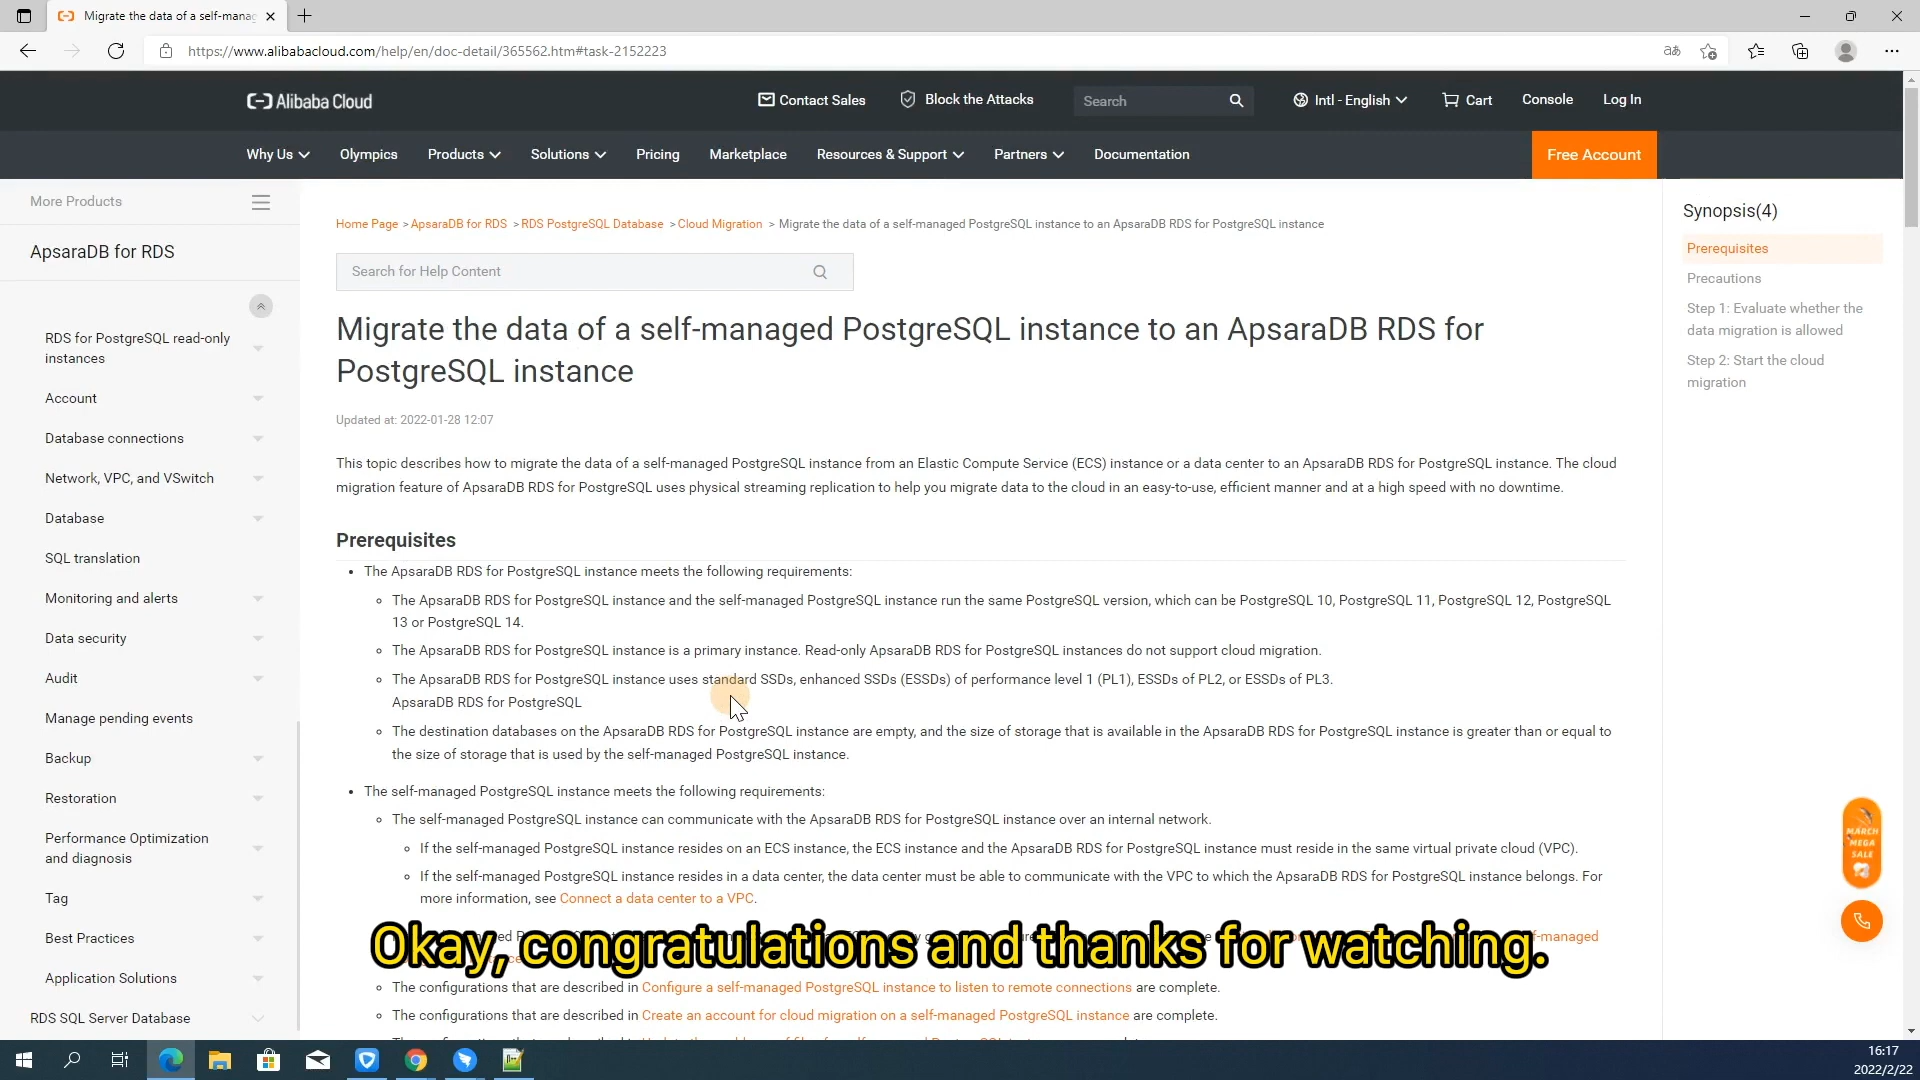 Migrate the data of a self-manag
https://www.alibabacloud.com/help/en/doc-detail/365562.htm#task-2152223
Alibaba Cloud
Contact Sales
Block the Attacks
Search
Intl - English
Cart
Console
Log In
Why Us
Olympics
Products
Solutions
Pricing
Marketplace
Resources & Support
Partners
Documentation
Free Account
More Products
ApsaraDB for RDS
RDS for PostgreSQL read-only
instances
Account
Database connections
Network, VPC, and VSwitch
Database
SQL translation
Monitoring and alerts
Data security
Audit
Manage pending events
Backup
Restoration
Performance Optimization
and diagnosis
Tag
Best Practices
Application Solutions
RDS SQL Server Database
Home Page > ApsaraDB for RDS > RDS PostgreSQL Database > Cloud Migration > Migrate the data of a self-managed PostgreSQL instance to an ApsaraDB RDS for PostgreSQL instance
Search for Help Content
Migrate the data of a self-managed PostgreSQL instance to an ApsaraDB RDS for
PostgreSQL instance
Updated at: 2022-01-28 12:07
This topic describes how to migrate the data of a self-managed PostgreSQL instance from an Elastic Compute Service (ECS) instance or a data center to an ApsaraDB RDS for PostgreSQL instance. The cloud
migration feature of ApsaraDB RDS for PostgreSQL uses physical streaming replication to help you migrate data to the cloud in an easy-to-use, efficient manner and at a high speed with no downtime.
Prerequisites
The ApsaraDB RDS for PostgreSQL instance meets the following requirements:
The ApsaraDB RDS for PostgreSQL instance and the self-managed PostgreSQL instance run the same PostgreSQL version, which can be PostgreSQL 10, PostgreSQL 11, PostgreSQL 12, PostgreSQL
13 or PostgreSQL 14.
The ApsaraDB RDS for PostgreSQL instance is a primary instance. Read-only ApsaraDB RDS for PostgreSQL instances do not support cloud migration.
The ApsaraDB RDS for PostgreSQL instance uses standard SSDs, enhanced SSDs (ESSDs) of performance level 1 (PL1), ESSDs of PL2, or ESSDs of PL3.
ApsaraDB RDS for PostgreSQL
The destination databases on the ApsaraDB RDS for PostgreSQL instance are empty, and the size of storage that is available in the ApsaraDB RDS for PostgreSQL instance is greater than or equal to
the size of storage that is used by the self-managed PostgreSQL instance.
The self-managed PostgreSQL instance meets the following requirements:
The self-managed PostgreSQL instance can communicate with the ApsaraDB RDS for PostgreSQL instance over an internal network.
If the self-managed PostgreSQL instance resides on an ECS instance, the ECS instance and the ApsaraDB RDS for PostgreSQL instance must reside in the same virtual private cloud (VPC).
If the self-managed PostgreSQL instance resides in a data center, the data center must be able to communicate with the VPC to which the ApsaraDB RDS for PostgreSQL instance belongs. For
more information, see Connect a data center to a VPC.
Okay, congratulations and thanks for watching.
The configurations that are described in Configure a self-managed PostgreSQL instance to listen to remote connections are complete.
The configurations that are described in Create an account for cloud migration on a self-managed PostgreSQL instance are complete.
Synopsis(4)
Prerequisites
Precautions
Step 1: Evaluate whether the
data migration is allowed
Step 2: Start the cloud
migration
MARCH
MEGA
SALE
16:17
2022/2/22